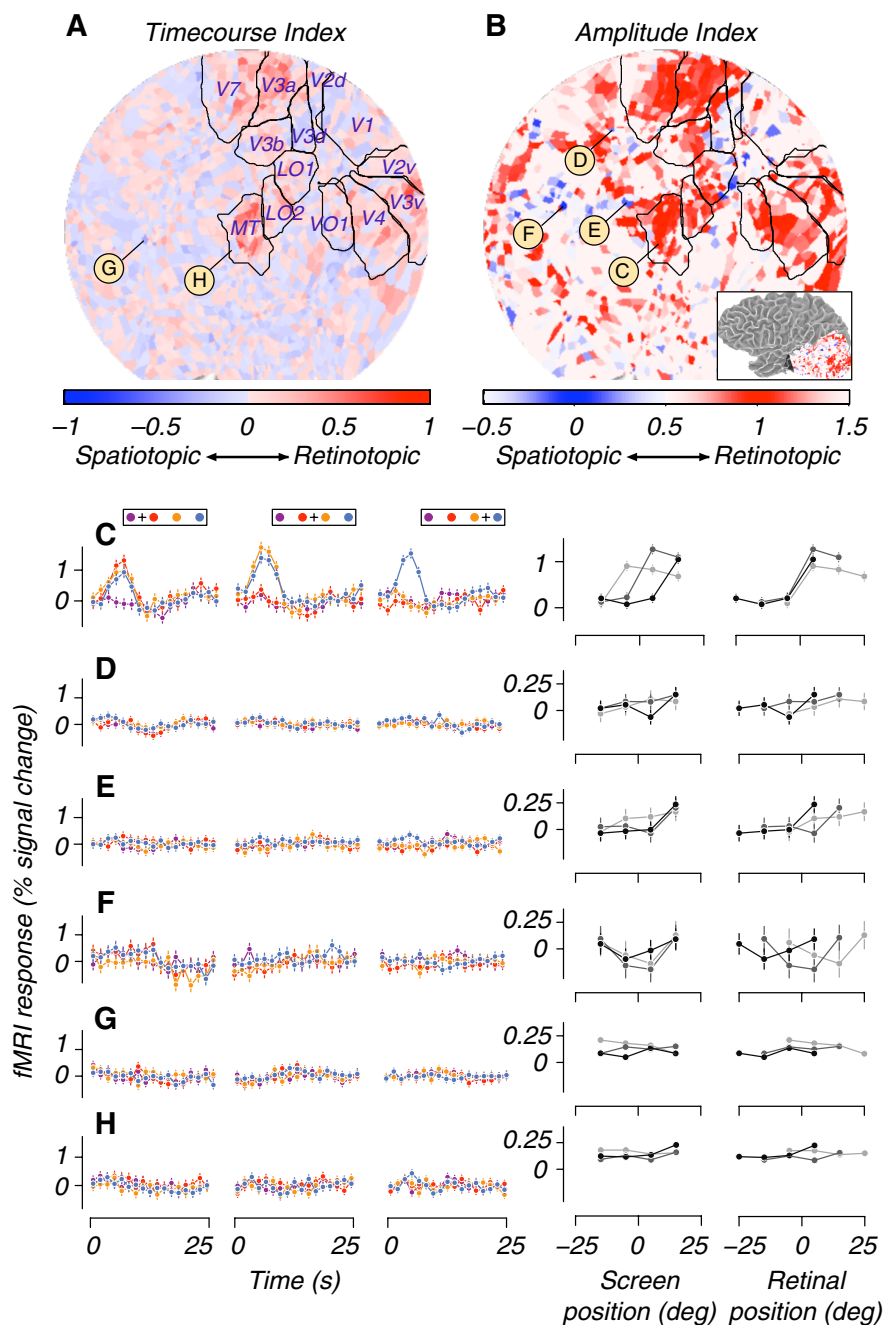 A Timecourse Index
B Amplitude Index
V7 V3a V2d
V1
V3b V3d
LO1
V2v
LO2 VO1 V4 V3v
MT
G
H
D
F E
C
−1 −0.5 0 0.5 1
Spatiotopic Retinotopic
−0.5 0 0.5 1 1.5
Spatiotopic Retinotopic
fMRI response (% signal change)
C
1
0
1
0
D
1
0
0.25
0
E
1
0
0.25
0
F
1
0
0.25
0
G
1
0
0.25
0
H
1
0
0.25
0
0 25 0 25 0 25
Time (s)
−25 0 25
Screen
position (deg)
−25 0 25
Retinal
position (deg)